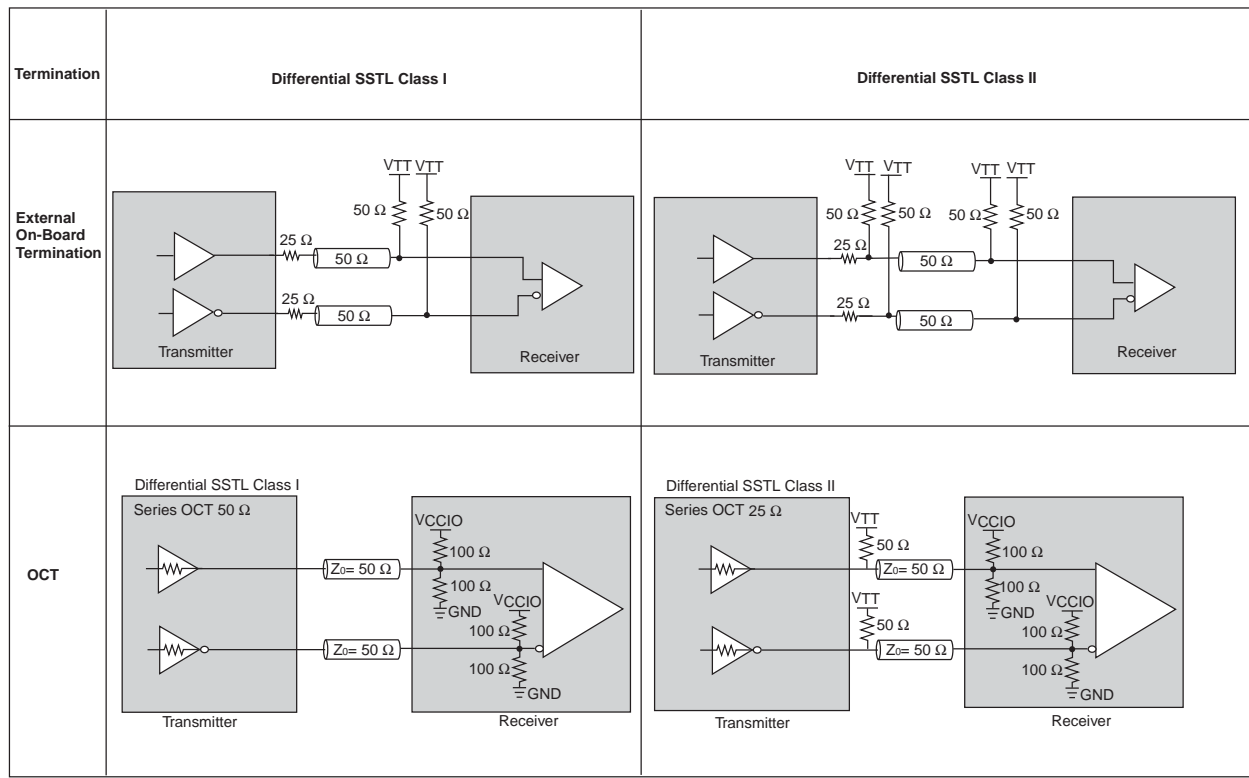 Termination
Differential SSTL Class I
Differential SSTL Class II
External
On-Board
Termination
VTT VTT
50 Ω
50 Ω
25 Ω
50 Ω
25 Ω
50 Ω
Transmitter
Receiver
VTT VTT
VTT VTT
50 Ω
50 Ω
50 Ω
50 Ω
25 Ω
50 Ω
25 Ω
50 Ω
Transmitter
Receiver
OCT
Differential SSTL Class I
Series OCT 50 Ω
Z0= 50 Ω
Z0= 50 Ω
VCCIO
100 Ω
100 Ω
GND
VCCIO
100 Ω
100 Ω
GND
Transmitter
Receiver
Differential SSTL Class II
Series OCT 25 Ω
VTT
50 Ω
Z0= 50 Ω
VTT
50 Ω
Z0= 50 Ω
VCCIO
100 Ω
100 Ω
GND
VCCIO
100 Ω
100 Ω
GND
Transmitter
Receiver